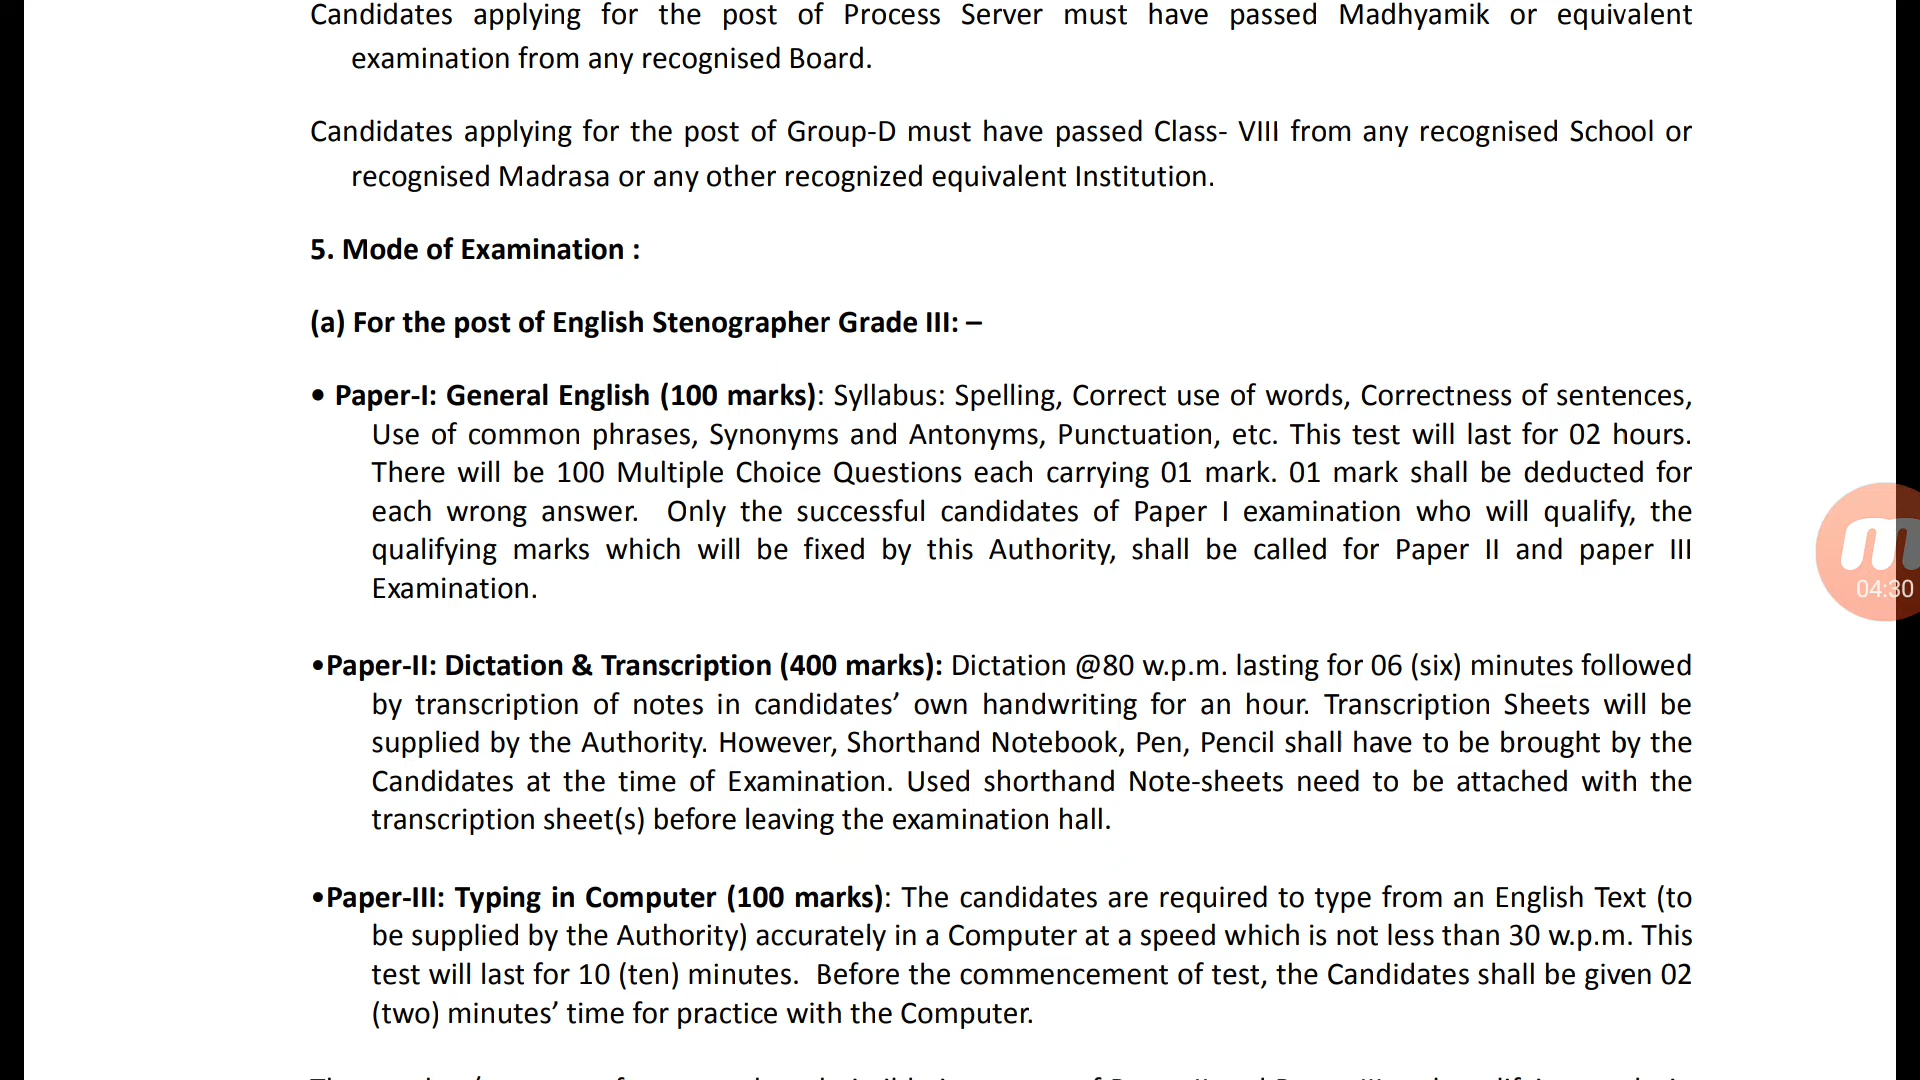 Candidates applying for the post of Process Server must have passed Madhyamik or equivalent
examination from any recognised Board.
Candidates applying for the post of Group-D must have passed Class- VIII from any recognised School or
recognised Madrasa or any other recognized equivalent Institution.
5. Mode of Examination :
(a) For the post of English Stenographer Grade III: –
• Paper-I: General English (100 marks): Syllabus: Spelling, Correct use of words, Correctness of sentences,
Use of common phrases, Synonyms and Antonyms, Punctuation, etc. This test will last for 02 hours.
There will be 100 Multiple Choice Questions each carrying 01 mark. 01 mark shall be deducted for
each wrong answer. Only the successful candidates of Paper I examination who will qualify, the
qualifying marks which will be fixed by this Authority, shall be called for Paper II and paper III
Examination.
•Paper-II: Dictation & Transcription (400 marks): Dictation @80 w.p.m. lasting for 06 (six) minutes followed
by transcription of notes in candidates’ own handwriting for an hour. Transcription Sheets will be
supplied by the Authority. However, Shorthand Notebook, Pen, Pencil shall have to be brought by the
Candidates at the time of Examination. Used shorthand Note-sheets need to be attached with the
transcription sheet(s) before leaving the examination hall.
•Paper-III: Typing in Computer (100 marks): The candidates are required to type from an English Text (to
be supplied by the Authority) accurately in a Computer at a speed which is not less than 30 w.p.m. This
test will last for 10 (ten) minutes. Before the commencement of test, the Candidates shall be given 02
(two) minutes’ time for practice with the Computer.
m
04:30